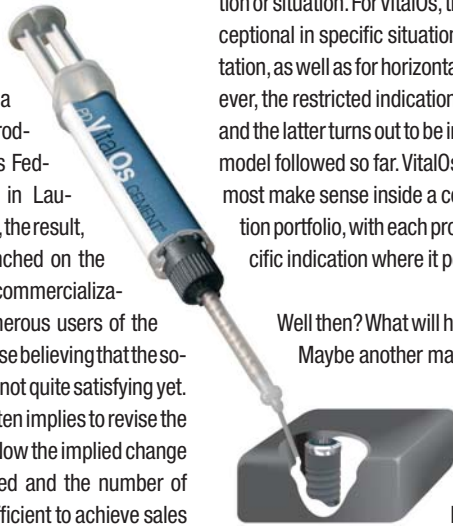 a
rod-
s Fed-
in Lau-
, the result,
nched on the
commercializa-
nerous users of the
se believing that the so-
not quite satisfying yet.
ten implies to revise the
low the implied change
ed and the number of
ficient to achieve sales
PD VitalOs CEMENT
tion or situation. For VitalOs, t
ceptional in specific situation
tation, as well as for horizonta
ever, the restricted indication
and the latter turns out to be in
model followed so far. VitalOs
most make sense inside a co
tion portfolio, with each pro
cific indication where it pe
Well then? What will h
Maybe another ma